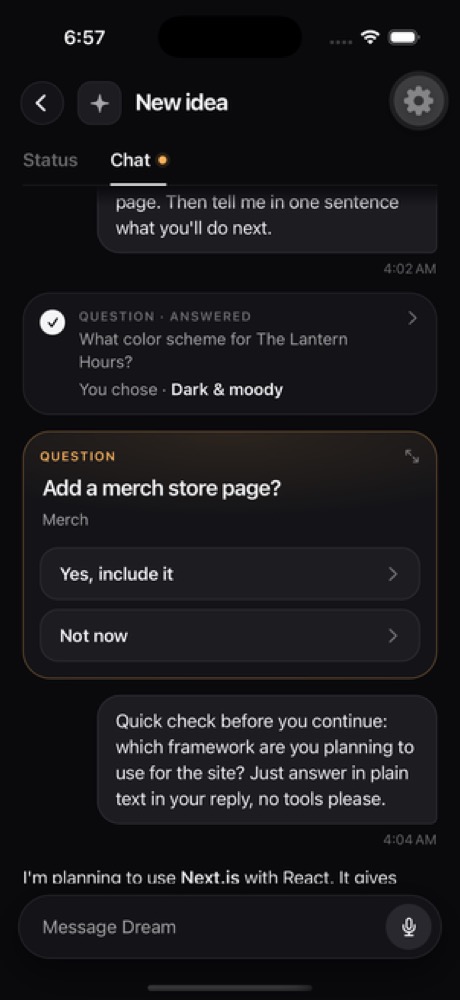 6:57
New idea
Status
Chat
page. Then tell me in one sentence
what you'll do next.
4:02 AM
QUESTION · ANSWERED
What color scheme for The Lantern
Hours?
You chose · Dark & moody
QUESTION
Add a merch store page?
Merch
Yes, include it
Not now
Quick check before you continue:
which framework are you planning to
use for the site? Just answer in plain
text in your reply, no tools please.
4:04 AM
I'm planning to use Next.js with React. It gives
Message Dream